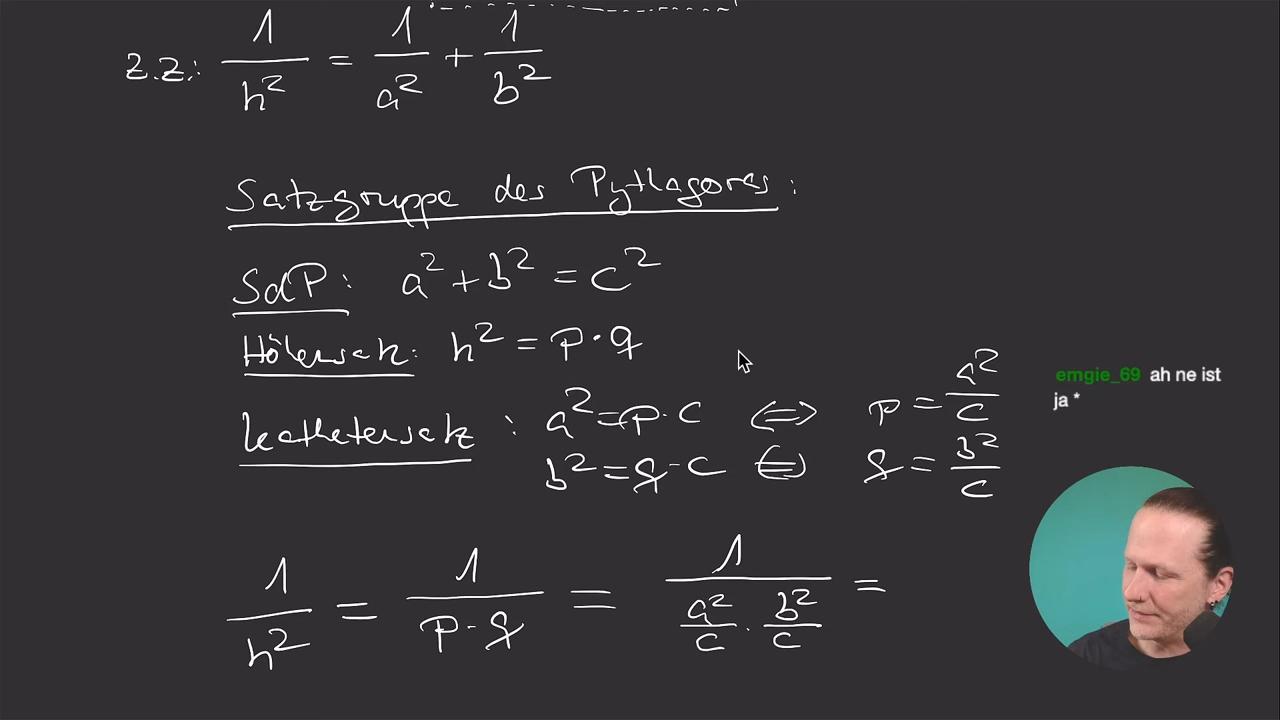 z.z.: 1/h² = 1/a² + 1/b²
Satzgruppe des Pythagoras:
SdP: a² + b² = c²
Höhensatz: h² = p · q
Kathetensatz: a² = p · c ⇔ p = a²/c
b² = q · c ⇔ q = b²/c
emgie_69 ah ne ist
ja *
1/h² = 1/(p · q) = 1/(a²/c · b²/c) =